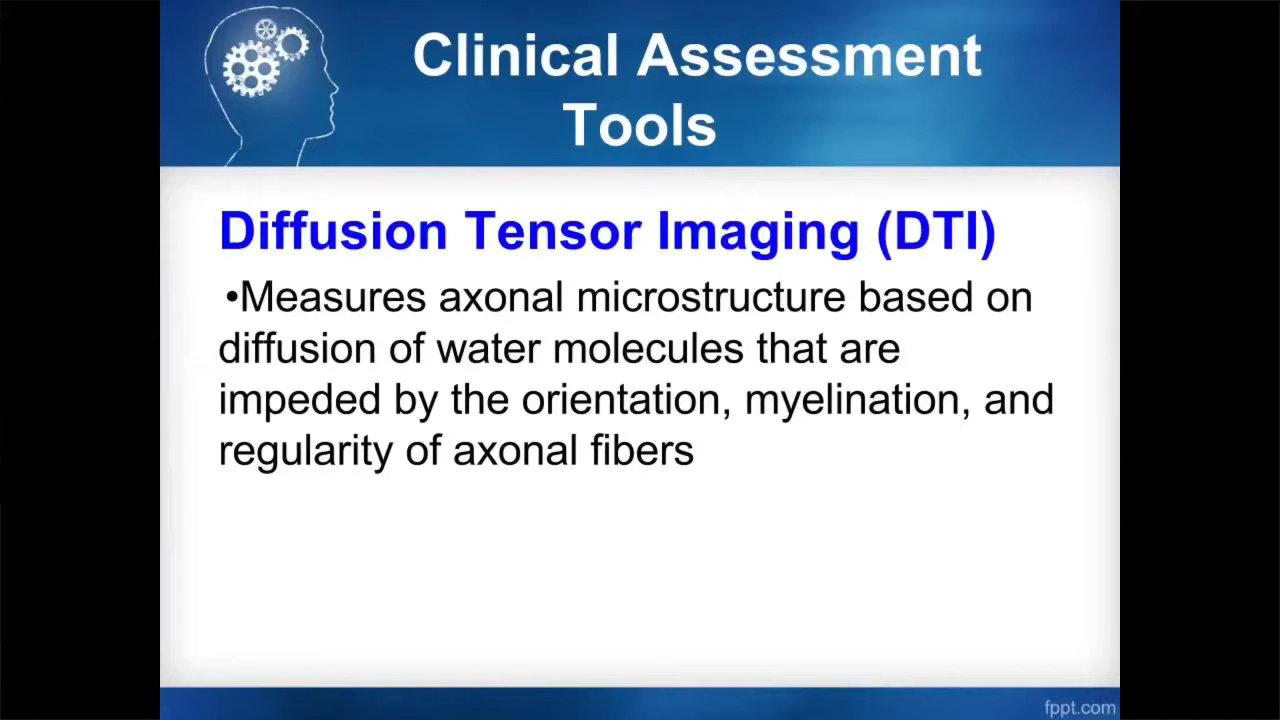 Clinical Assessment
Tools
Diffusion Tensor Imaging (DTI)
•Measures axonal microstructure based on
diffusion of water molecules that are
impeded by the orientation, myelination, and
regularity of axonal fibers
fppt.com